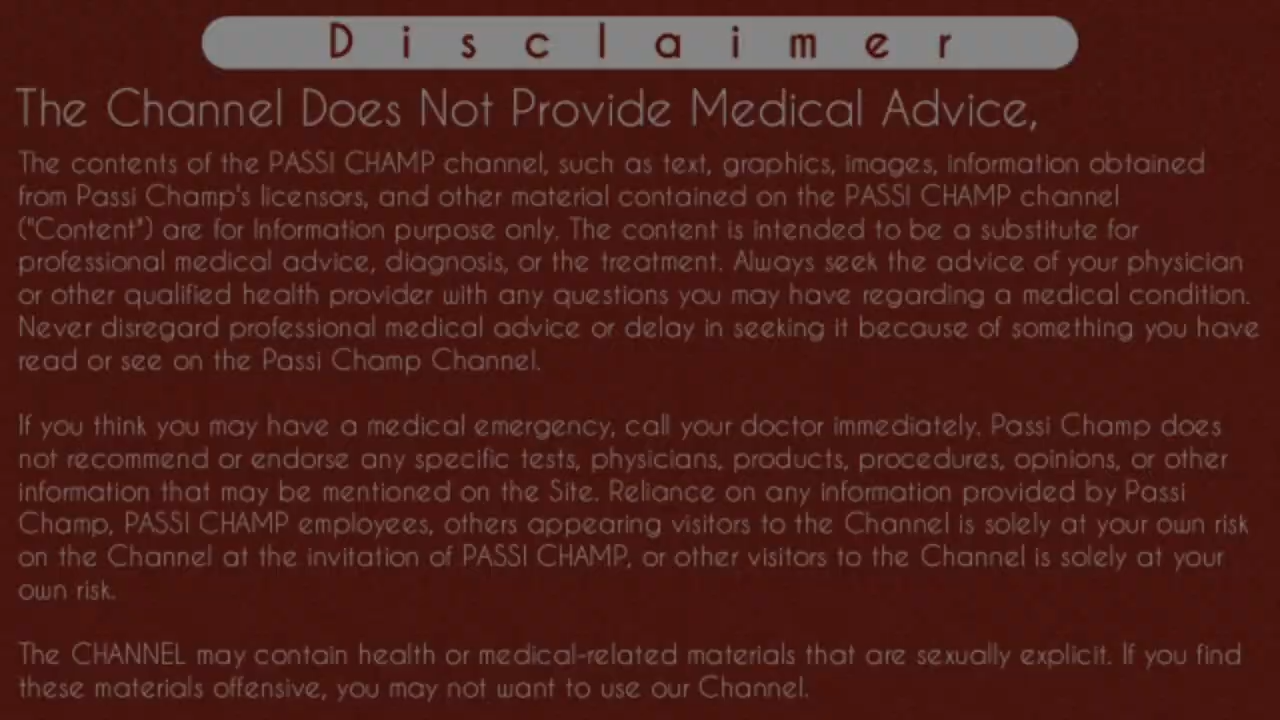 Disclaimer
The Channel Does Not Provide Medical Advice,
The contents of the PASSI CHAMP channel, such as text, graphics, images, information obtained
from Passi Champ's licensors, and other material contained on the PASSI CHAMP channel
("Content") are for Information purpose only. The content is intended to be a substitute for
professional medical advice, diagnosis, or the treatment. Always seek the advice of your physician
or other qualified health provider with any questions you may have regarding a medical condition.
Never disregard professional medical advice or delay in seeking it because of something you have
read or see on the Passi Champ Channel.
If you think you may have a medical emergency, call your doctor immediately. Passi Champ does
not recommend or endorse any specific tests, physicians, products, procedures, opinions, or other
information that may be mentioned on the Site. Reliance on any information provided by Passi
Champ, PASSI CHAMP employees, others appearing visitors to the Channel is solely at your own risk
on the Channel at the invitation of PASSI CHAMP, or other visitors to the Channel is solely at your
own risk.
The CHANNEL may contain health or medical-related materials that are sexually explicit. If you find
these materials offensive, you may not want to use our Channel.